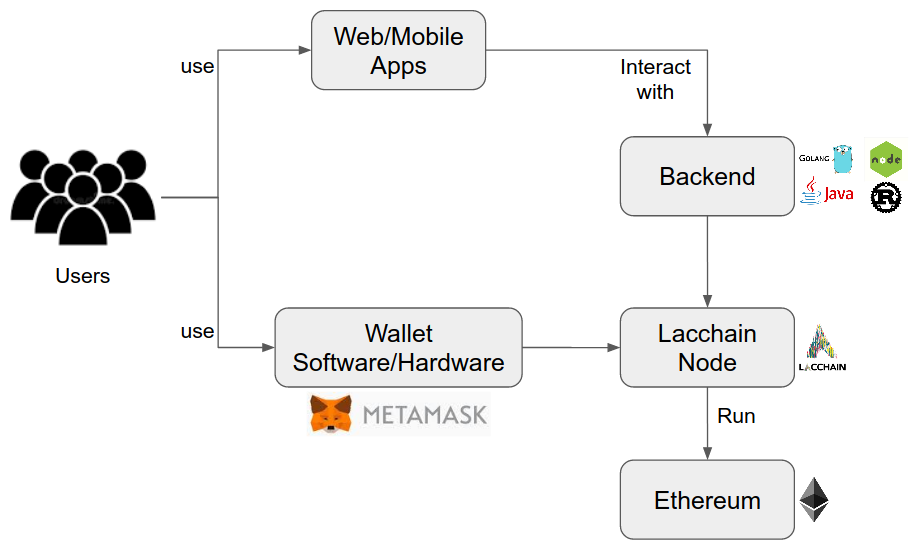 Web/Mobile
Apps
use
Interact
with
Backend
GOLANG
node
Java
R
Users
use
Wallet
Software/Hardware
METAMASK
Lacchain
Node
LACCHAIN
Run
Ethereum